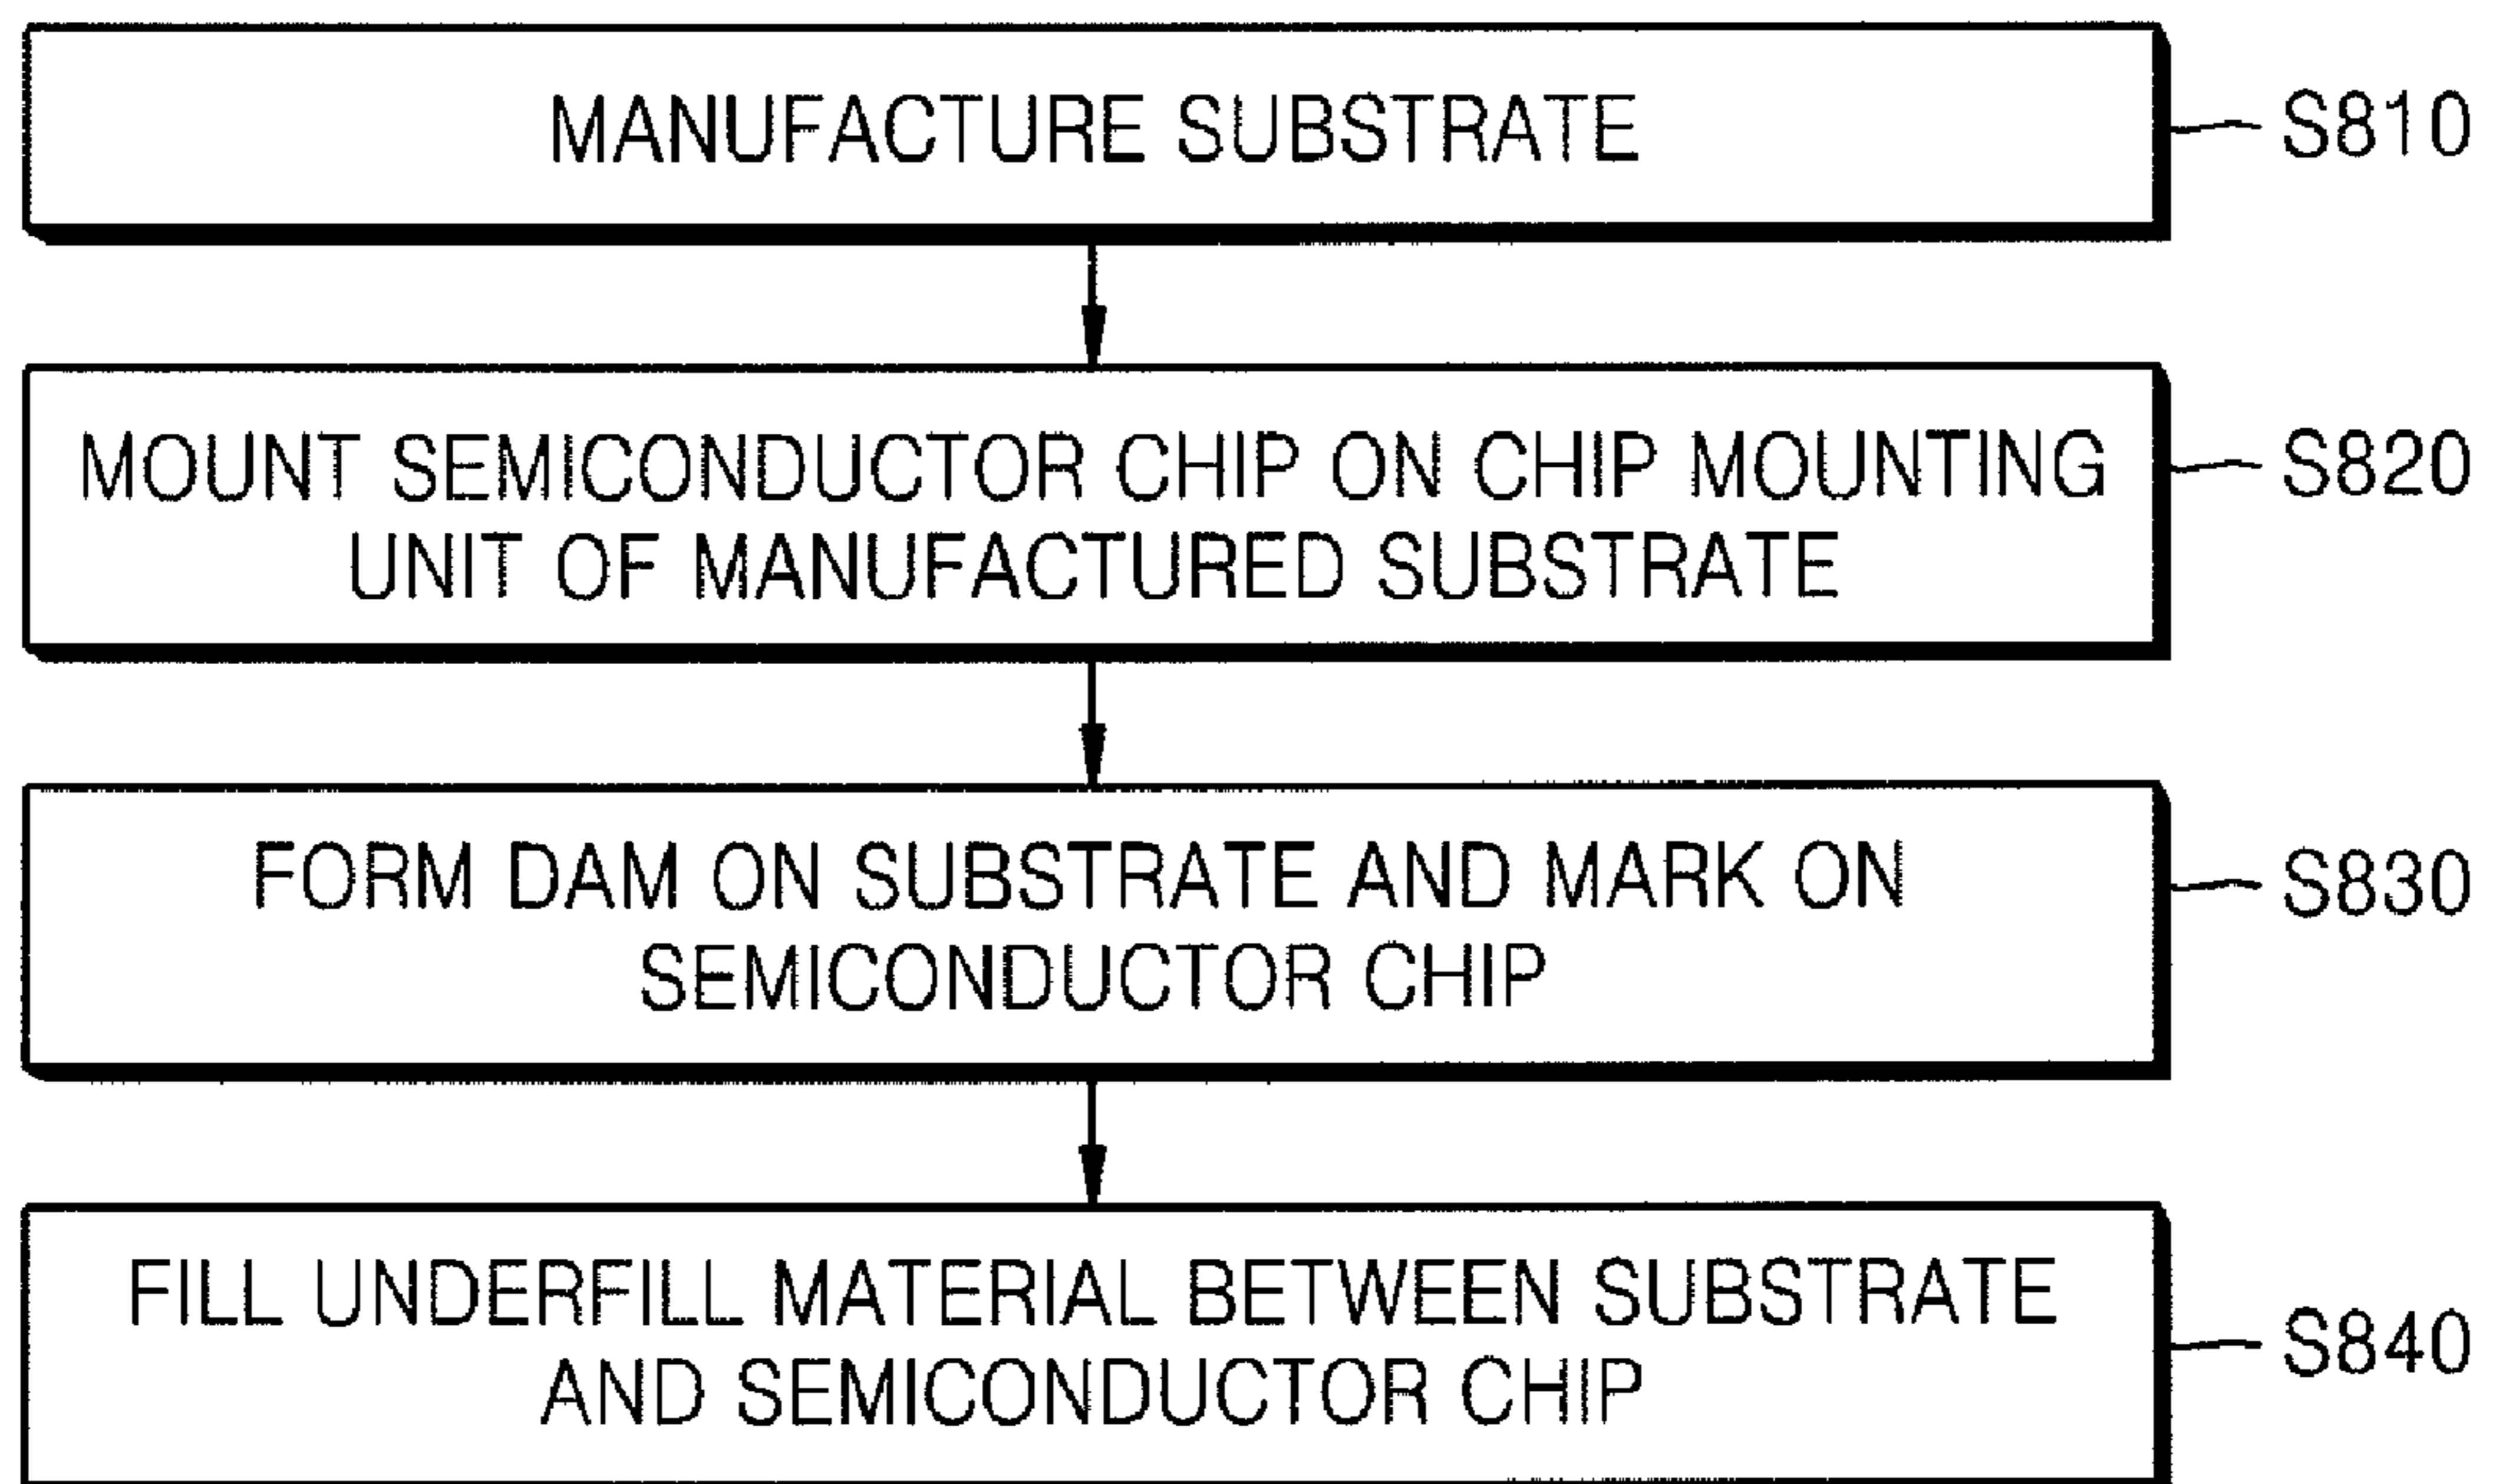 MANUFACTURE SUBSTRATE
S810
MOUNT SEMICONDUCTOR CHIP ON CHIP MOUNTING
UNIT OF MANUFACTURED SUBSTRATE
S820
FORM DAM ON SUBSTRATE AND MARK ON
SEMICONDUCTOR CHIP
S830
FILL UNDERFILL MATERIAL BETWEEN SUBSTRATE
AND SEMICONDUCTOR CHIP
S840